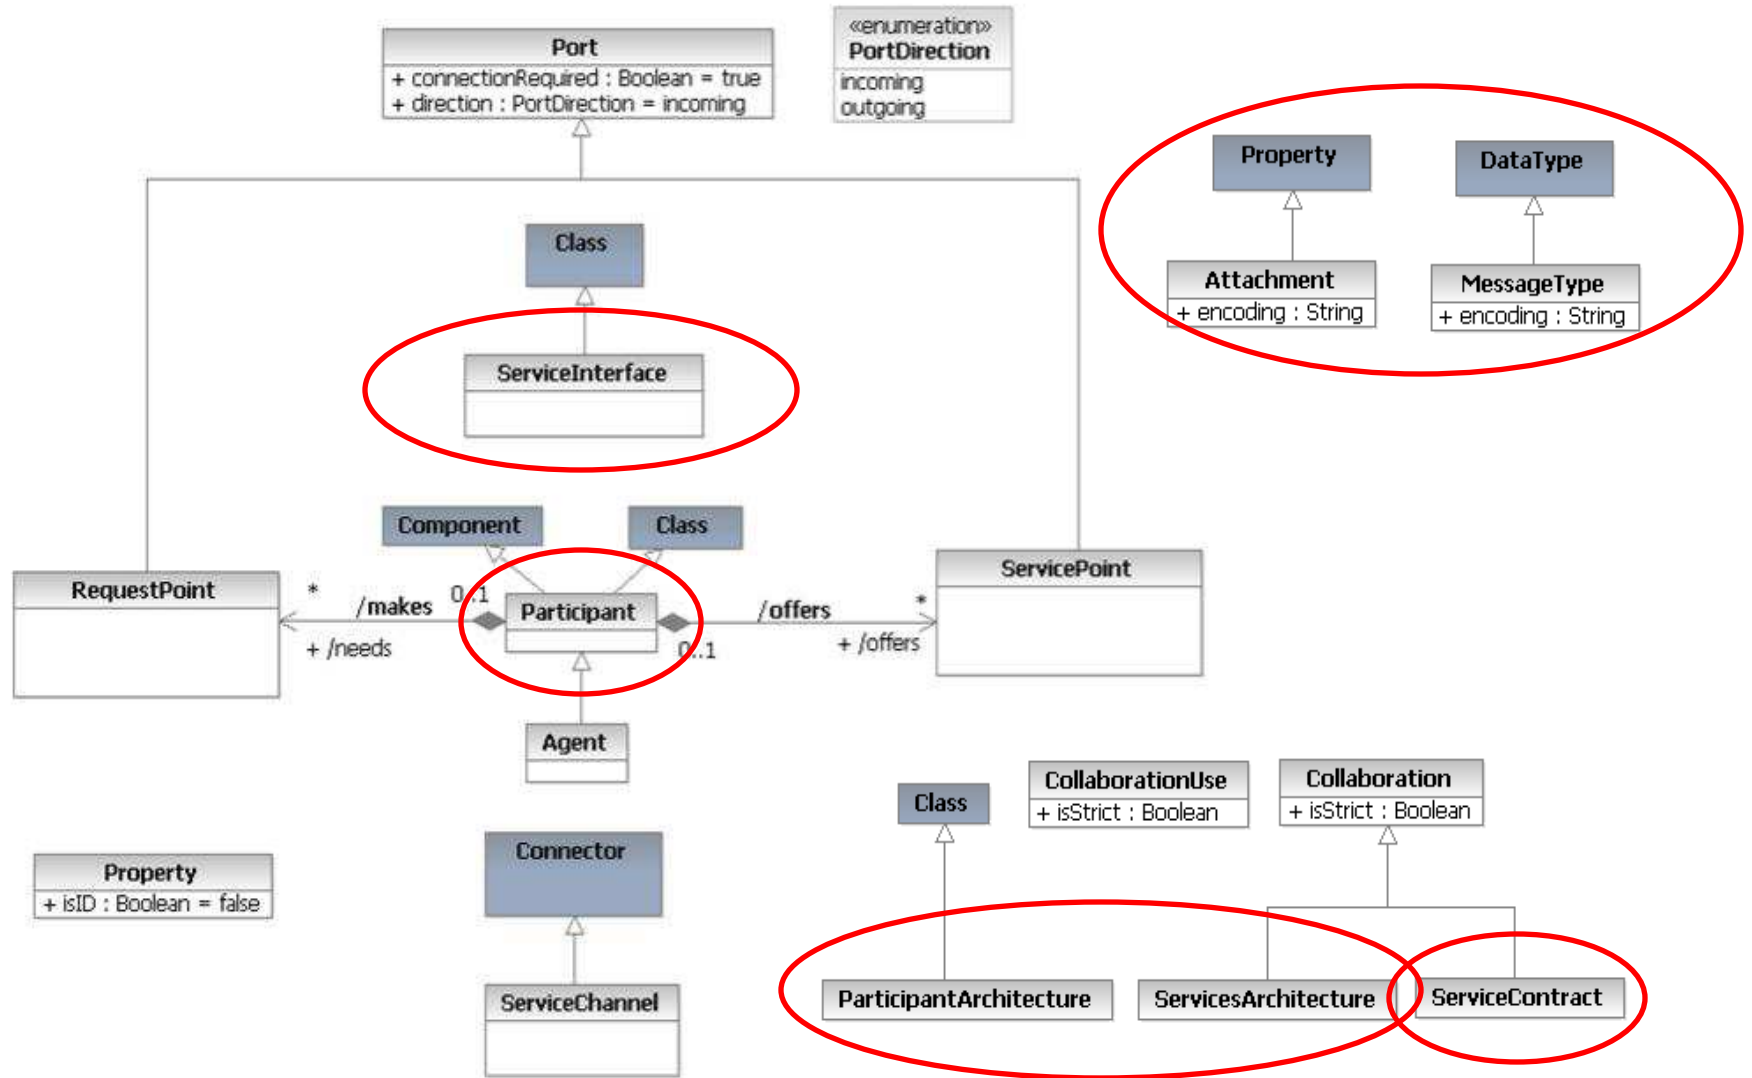 Port
+ connectionRequired : Boolean = true
+ direction : PortDirection = incoming
«enumeration»
PortDirection
incoming
outgoing
Property
DataType
Attachment
+ encoding : String
MessageType
+ encoding : String
Class
ServiceInterface
Component
Class
RequestPoint
*
/makes
0..1
+ /needs
Participant
/offers
*
0..1
+ /offers
ServicePoint
Agent
Property
+ isID : Boolean = false
Connector
ServiceChannel
Class
CollaborationUse
+ isStrict : Boolean
Collaboration
+ isStrict : Boolean
ParticipantArchitecture
ServicesArchitecture
ServiceContract